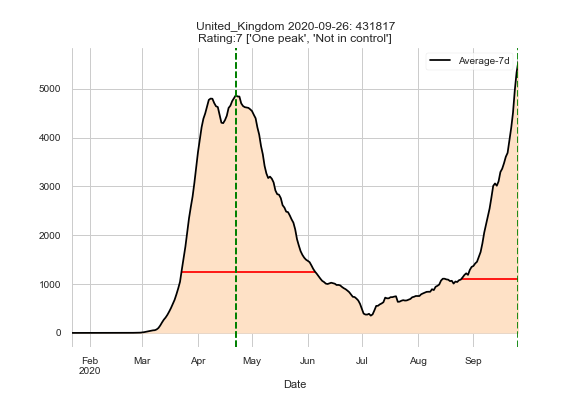 United_Kingdom 2020-09-26: 431817
Rating:7 ['One peak', 'Not in control']
Average-7d
5000
4000
3000
2000
1000
0
Feb Mar Apr May Jun Jul Aug Sep
2020
Date